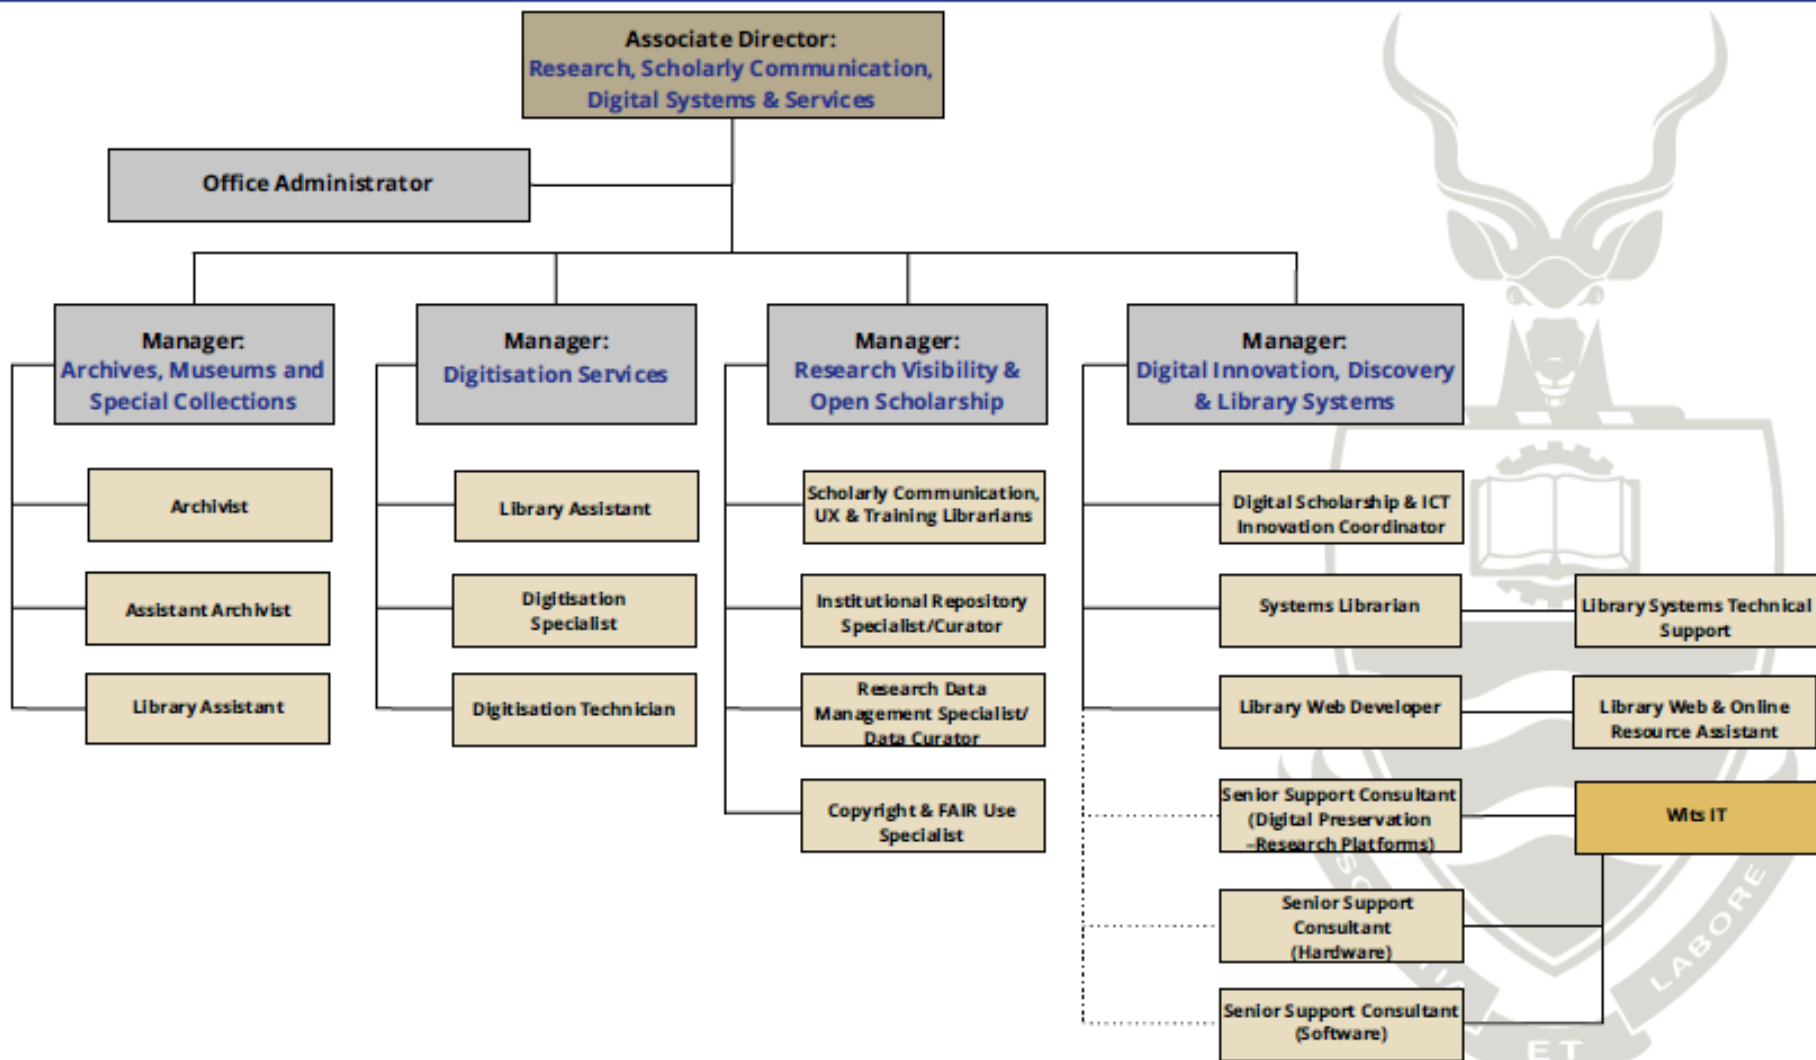 Associate Director:
Research, Scholarly Communication,
Digital Systems & Services
Office Administrator
Manager:
Archives, Museums and
Special Collections
Manager:
Digitisation Services
Manager:
Research Visibility &
Open Scholarship
Manager:
Digital Innovation, Discovery
& Library Systems
Archivist
Library Assistant
Scholarly Communication,
UX & Training Librarians
Digital Scholarship & ICT
Innovation Coordinator
Assistant Archivist
Digitisation
Specialist
Institutional Repository
Specialist/Curator
Systems Librarian
Library Systems Technical
Support
Library Assistant
Digitisation Technician
Research Data
Management Specialist/
Data Curator
Library Web Developer
Library Web & Online
Resource Assistant
Copyright & FAIR Use
Specialist
Senior Support Consultant
(Digital Preservation
–Research Platforms)
Wits IT
Senior Support
Consultant
(Hardware)
Senior Support Consultant
(Software)
ET
LABORE